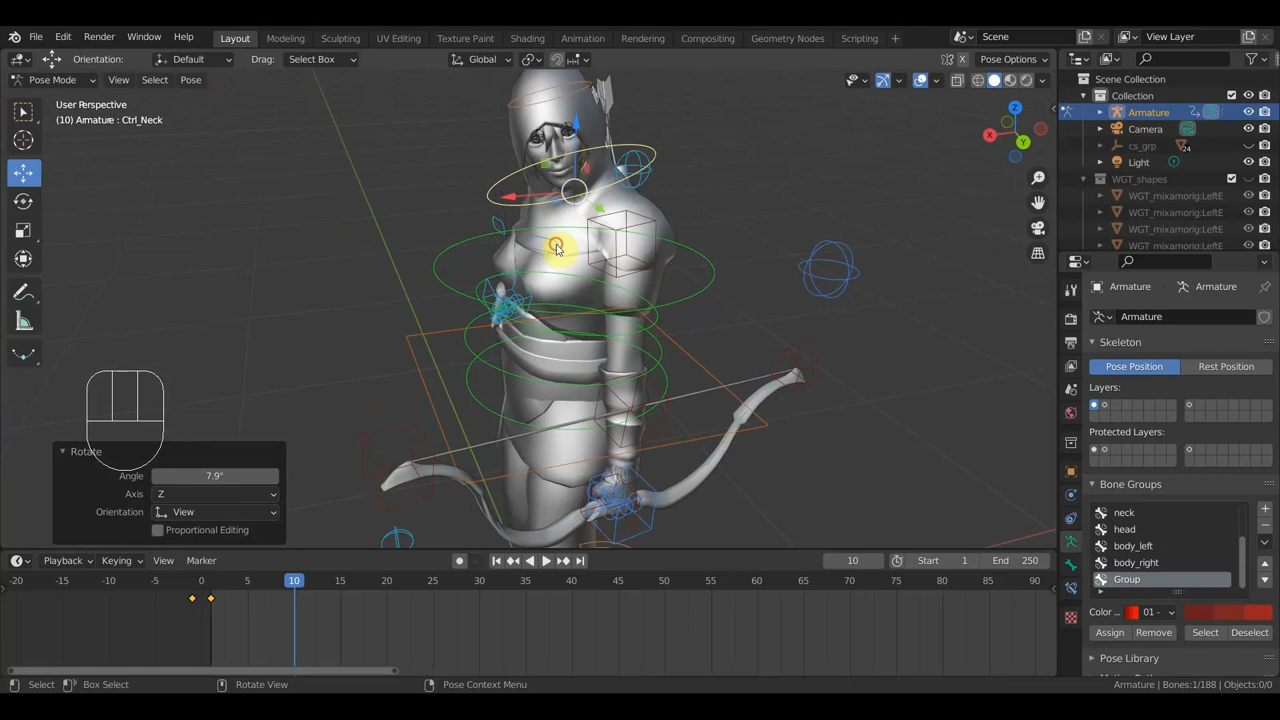 File Edit Render Window Help Layout Modeling Sculpting UV Editing Texture Paint Shading Animation Rendering Compositing Geometry Nodes Scripting + Scene View Layer
Orientation: Default Drag: Select Box Global X Pose Options
Pose Mode View Select Pose
User Perspective
(10) Armature : Ctrl_Neck
Z
X
Y
Rotate
Angle 7.9°
Axis Z
Orientation View
Proportional Editing
Scene Collection
Collection
Armature
Camera
cs_grp 24
Light
WGT_shapes
WGT_mixamorig:LeftE
WGT_mixamorig:LeftE
WGT_mixamorig:LeftE
WGT_mixamorig:LeftE
Armature Armature
Armature
Skeleton
Pose Position Rest Position
Layers:
Protected Layers:
Bone Groups
neck
head
body_left
body_right
Group
Color ... 01 -
Assign Remove Select Deselect
Pose Library
Playback Keying View Marker 10 Start 1 End 250
-20 -15 -10 -5 0 5 10 15 20 25 30 35 40 45 50 55 60 65 70 75 80 85 90
Select Box Select Rotate View Pose Context Menu Armature | Bones:1/188 | Objects:0/0